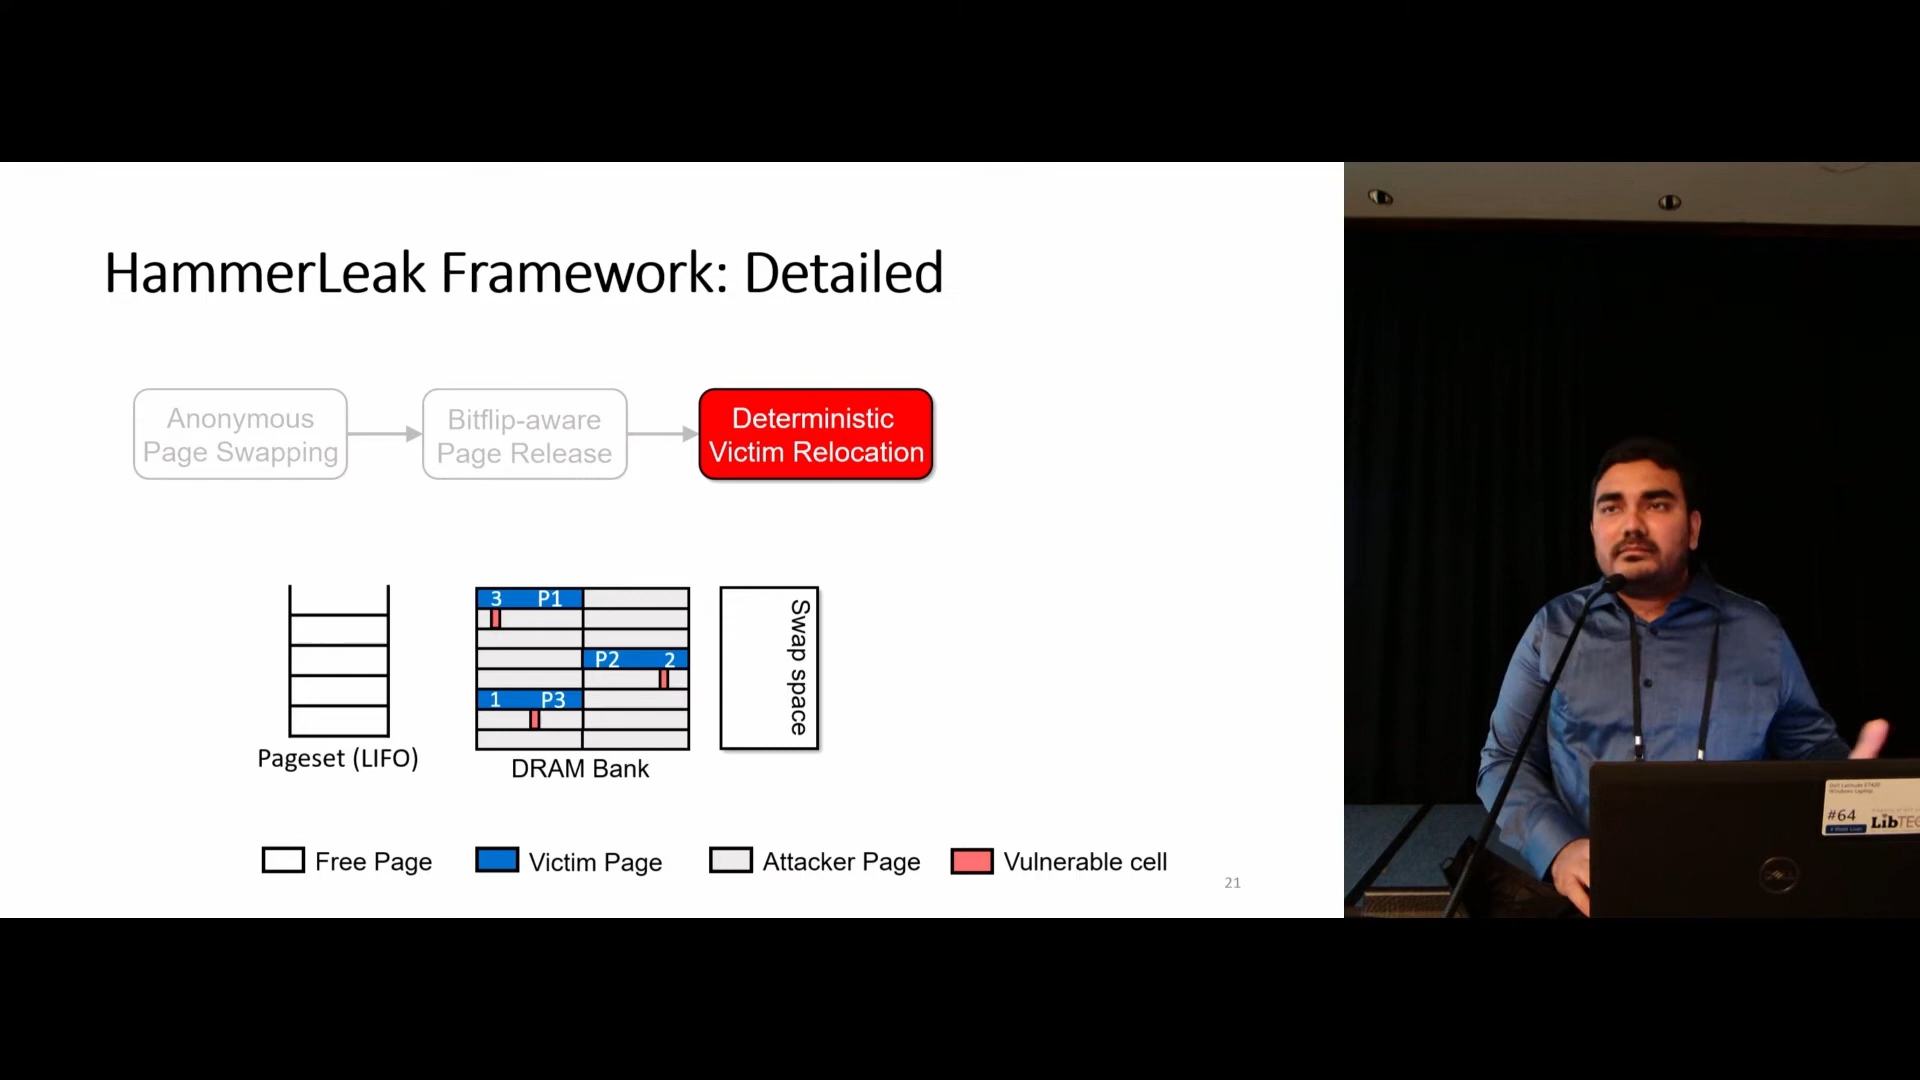 HammerLeak Framework: Detailed
Anonymous
Page Swapping
Bitflip-aware
Page Release
Deterministic
Victim Relocation
3 P1
P2 2
1 P3
Swap space
Pageset (LIFO)
DRAM Bank
Free Page
Victim Page
Attacker Page
Vulnerable cell
21
#64
LibTEC